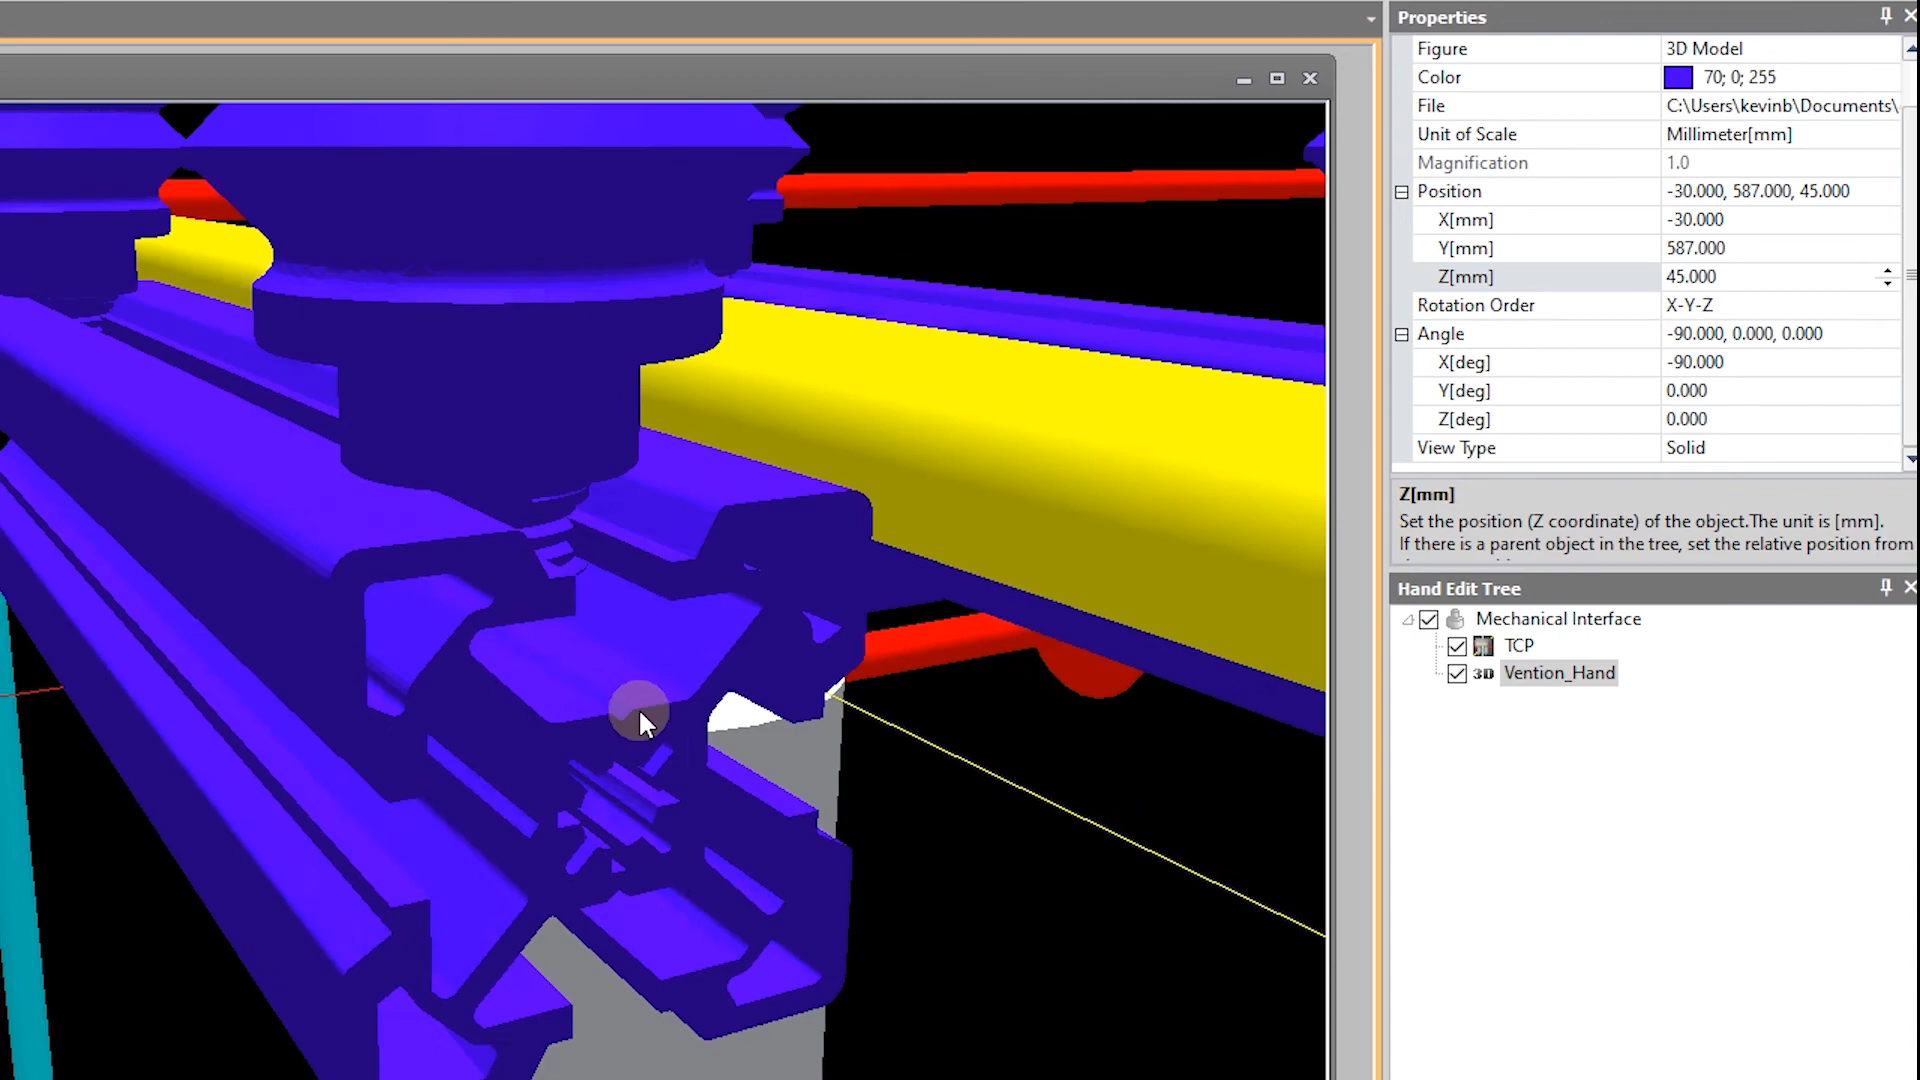 Properties
Figure 3D Model
Color 70; 0; 255
File C:\Users\kevinb\Documents\
Unit of Scale Millimeter[mm]
Magnification 1.0
Position -30.000, 587.000, 45.000
X[mm] -30.000
Y[mm] 587.000
Z[mm] 45.000
Rotation Order X-Y-Z
Angle -90.000, 0.000, 0.000
X[deg] -90.000
Y[deg] 0.000
Z[deg] 0.000
View Type Solid
Z[mm]
Set the position (Z coordinate) of the object.The unit is [mm].
If there is a parent object in the tree, set the relative position from
Hand Edit Tree
Mechanical Interface
TCP
3D Vention_Hand